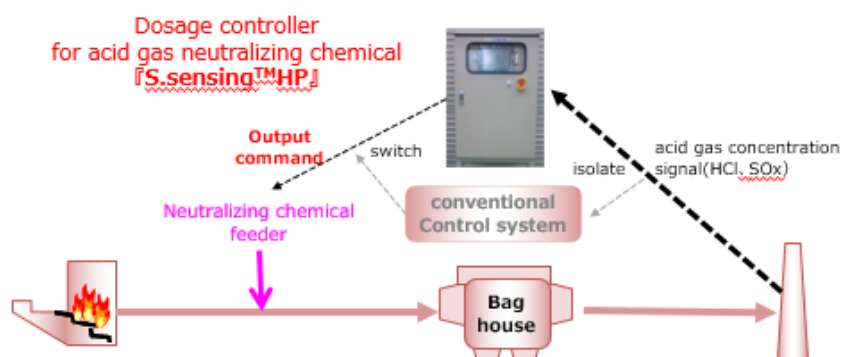 Dosage controller
for acid gas neutralizing chemical
『S.sensing™HP』
Output
command
switch
acid gas concentration
signal(HCl、SOx)
isolate
conventional
Control system
Neutralizing chemical
feeder
Bag
house